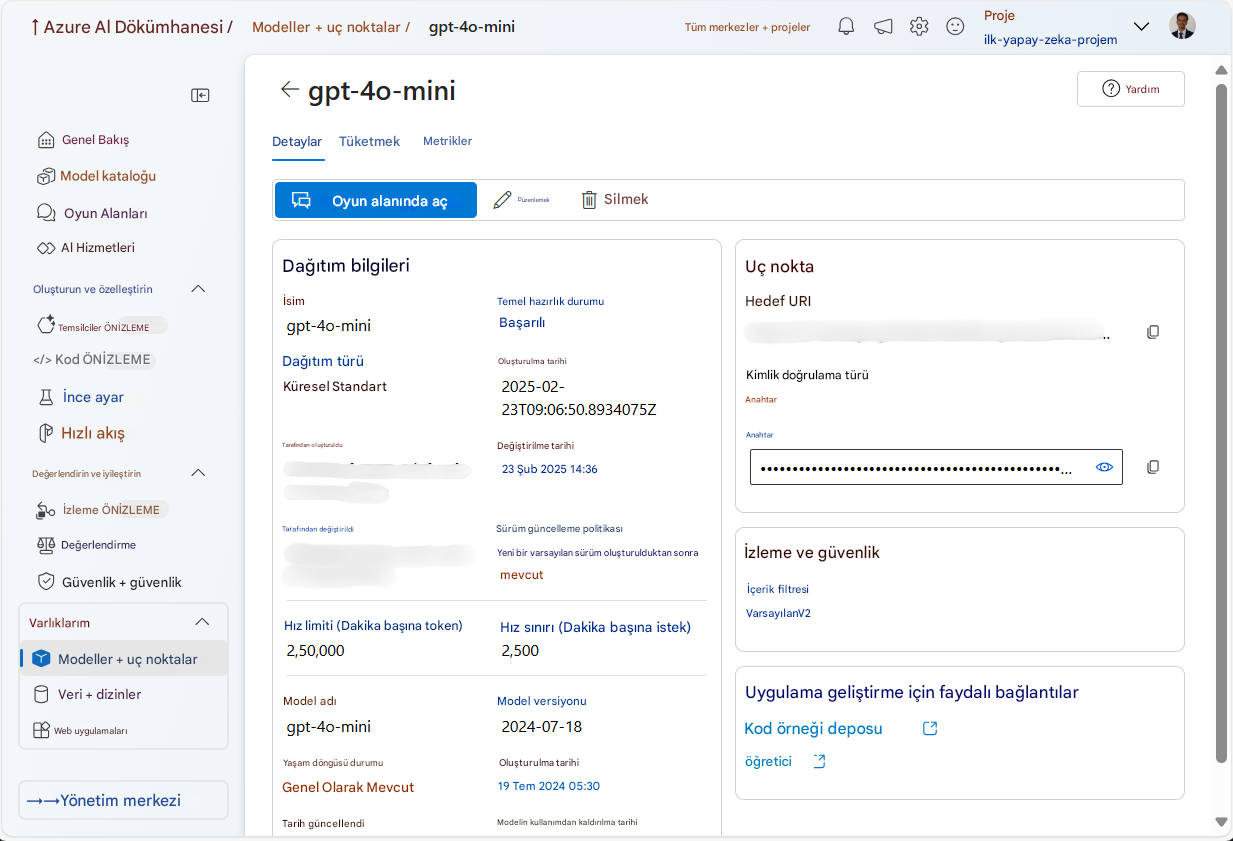 Azure AI Dökümhanesi /
Modeller + uç noktalar /
gpt-4o-mini
Tüm merkezler + projeler
Proje
ilk-yapay-zeka-projem
gpt-4o-mini
Yardım
Detaylar
Tüketmek
Metrikler
Oyun alanında aç
Düzenlemek
Silmek
Genel Bakış
Model kataloğu
Oyun Alanları
AI Hizmetleri
Oluşturun ve özelleştirin
Temsilciler ÖNİZLEME
</> Kod ÖNİZLEME
İnce ayar
Hızlı akış
Değerlendirin ve iyileştirin
İzleme ÖNİZLEME
Değerlendirme
Güvenlik + güvenlik
Varlıklarım
Modeller + uç noktalar
Veri + dizinler
Web uygulamaları
Yönetim merkezi
Dağıtım bilgileri
İsim
gpt-4o-mini
Temel hazırlık durumu
Başarılı
Dağıtım türü
Küresel Standart
Oluşturulma tarihi
2025-02-
23T09:06:50.8934075Z
Tarafından oluşturuldu
Değiştirilme tarihi
23 Şub 2025 14:36
Tarafından değiştirildi
Sürüm güncelleme politikası
Yeni bir varsayılan sürüm oluşturulduktan sonra
mevcut
Hız limiti (Dakika başına token)
2,50,000
Hız sınırı (Dakika başına istek)
2,500
Model adı
gpt-4o-mini
Model versiyonu
2024-07-18
Yaşam döngüsü durumu
Genel Olarak Mevcut
Oluşturulma tarihi
19 Tem 2024 05:30
Tarih güncellendi
Modelin kullanımdan kaldırılma tarihi
Uç nokta
Hedef URI
...
Kimlik doğrulama türü
Anahtar
Anahtar
••••••••••••••••••••••••••••••••••••••••••••••••...
İzleme ve güvenlik
İçerik filtresi
VarsayılanV2
Uygulama geliştirme için faydalı bağlantılar
Kod örneği deposu
öğretici